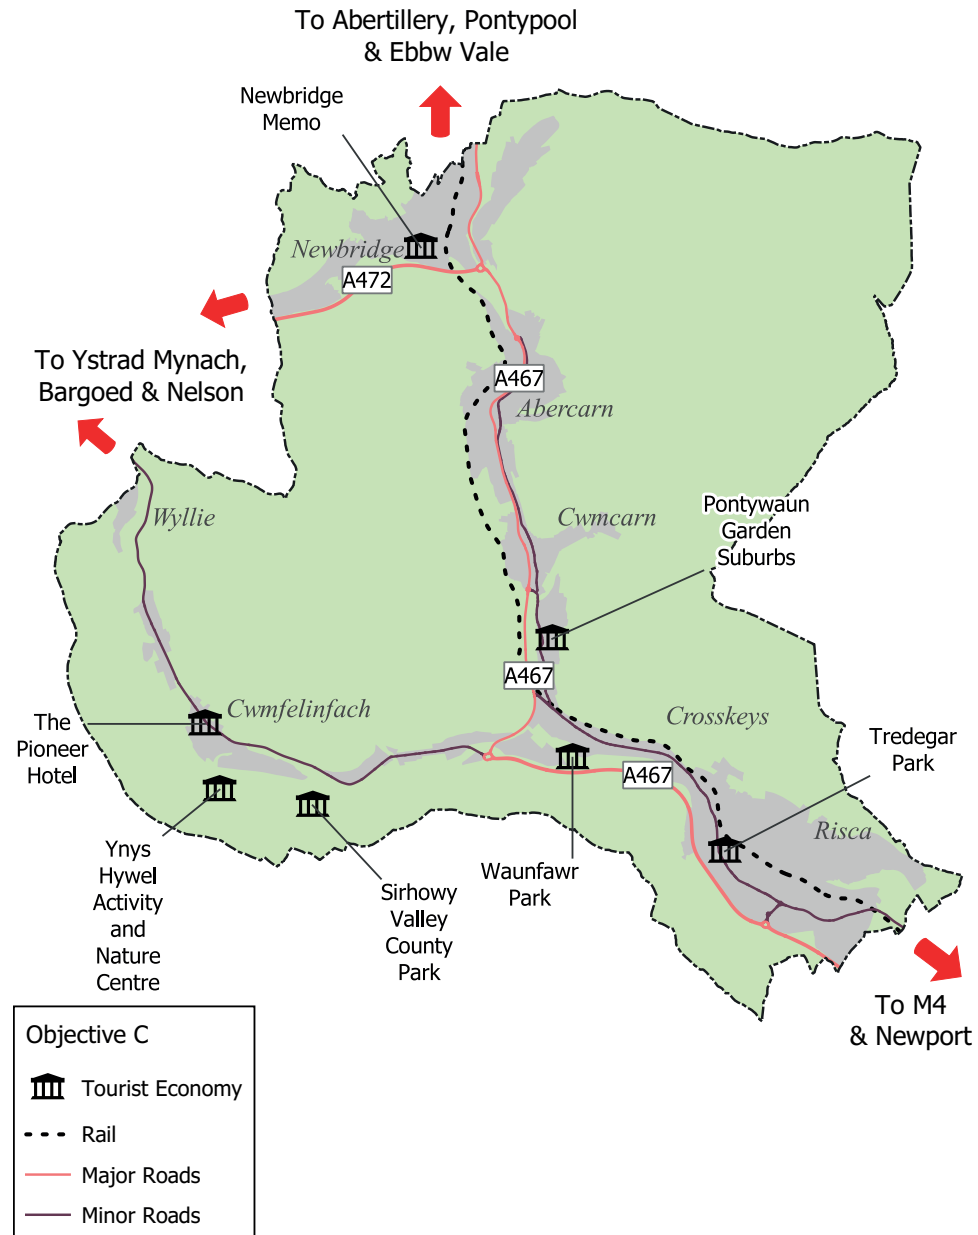 To Abertillery, Pontypool
& Ebbw Vale
Newbridge
Memo
Newbridge
A472
To Ystrad Mynach,
Bargoed & Nelson
A467
Abercarn
Wyllie
Cwmcarn
Pontywaun
Garden
Suburbs
A467
The
Pioneer
Hotel
Cwmfelinfach
Crosskeys
A467
Tredegar
Park
Risca
Ynys
Hywel
Activity
and
Nature
Centre
Sirhowy
Valley
County
Park
Waunfawr
Park
To M4
& Newport
Objective C
Tourist Economy
Rail
Major Roads
Minor Roads